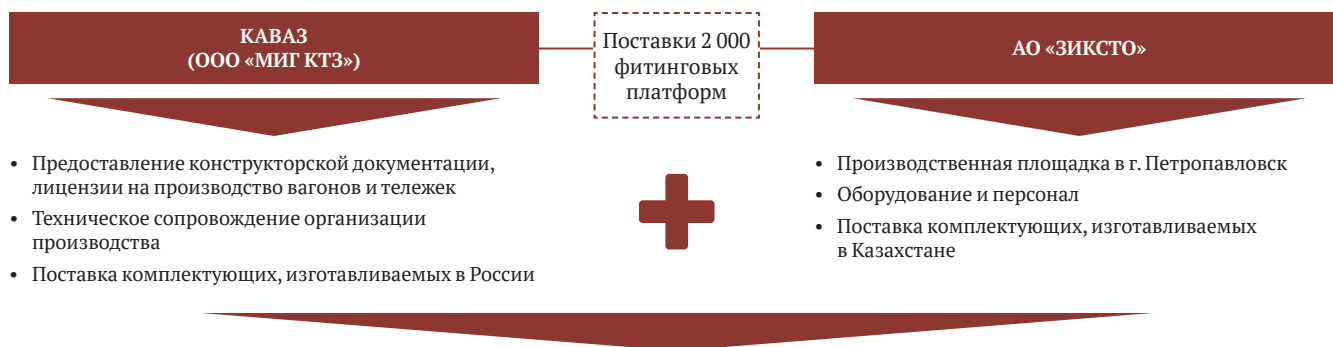 КАВАЗ
(ООО «МИГ КТЗ»)
Поставки 2 000
фитинговых
платформ
АО «ЗИКСТО»
• Предоставление конструкторской документации,
лицензии на производство вагонов и тележек
• Техническое сопровождение организации
производства
• Поставка комплектующих, изготавливаемых в России
• Производственная площадка в г. Петропавловск
• Оборудование и персонал
• Поставка комплектующих, изготавливаемых
в Казахстане